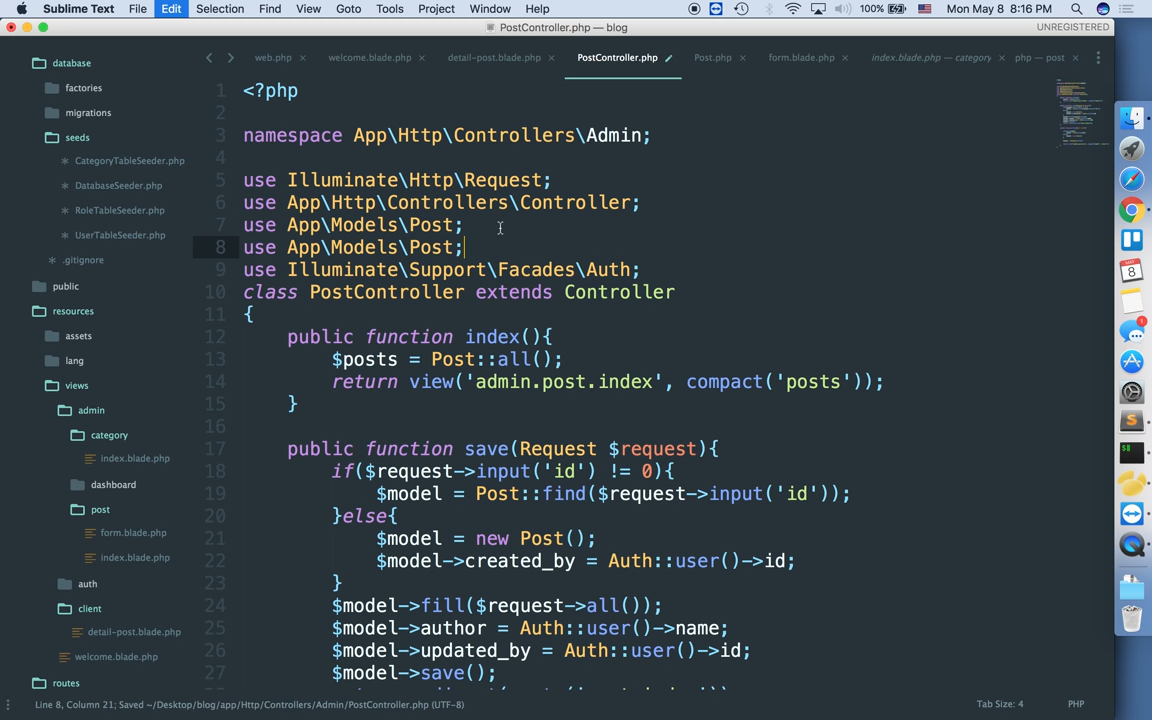 Sublime Text File Edit Selection Find View Goto Tools Project Window Help 100% Mon May 8 8:16 PM
PostController.php — blog UNREGISTERED
web.php welcome.blade.php detail-post.blade.php PostController.php Post.php form.blade.php index.blade.php — category php — post
database
factories
migrations
seeds
CategoryTableSeeder.php
DatabaseSeeder.php
RoleTableSeeder.php
UserTableSeeder.php
.gitignore
public
resources
assets
lang
views
admin
category
index.blade.php
dashboard
post
form.blade.php
index.blade.php
auth
client
detail-post.blade.php
welcome.blade.php
routes
1 <?php
2
3 namespace App\Http\Controllers\Admin;
4
5 use Illuminate\Http\Request;
6 use App\Http\Controllers\Controller;
7 use App\Models\Post;
8 use App\Models\Post;
9 use Illuminate\Support\Facades\Auth;
10 class PostController extends Controller
11 {
12 public function index(){
13 $posts = Post::all();
14 return view('admin.post.index', compact('posts'));
15 }
16
17 public function save(Request $request){
18 if($request->input('id') != 0){
19 $model = Post::find($request->input('id'));
20 }else{
21 $model = new Post();
22 $model->created_by = Auth::user()->id;
23 }
24 $model->fill($request->all());
25 $model->author = Auth::user()->name;
26 $model->updated_by = Auth::user()->id;
27 $model->save();
Line 8, Column 21; Saved ~/Desktop/blog/app/Http/Controllers/Admin/PostController.php (UTF-8) Tab Size: 4 PHP